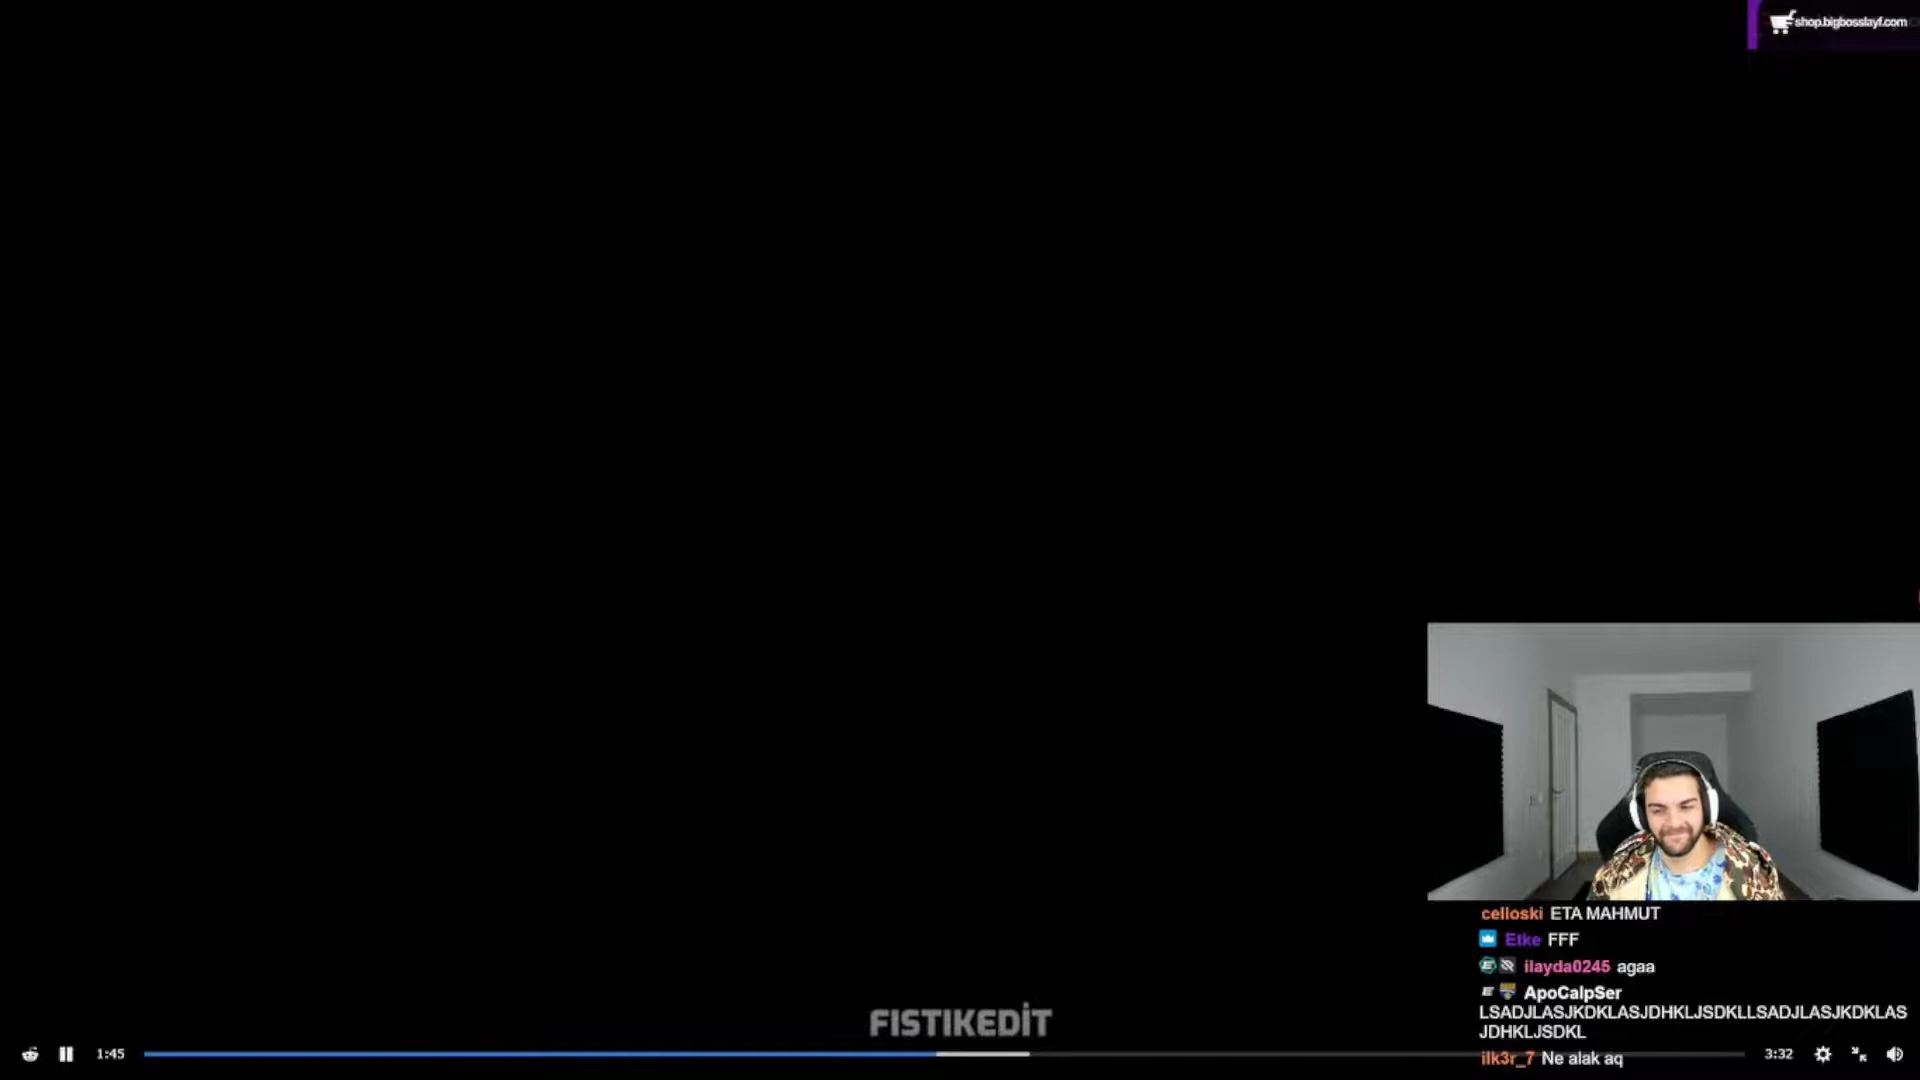 shop.bigbosslayf.com
celloski ETA MAHMUT
Etke FFF
ilayda0245 agaa
ApoCalpSer
LSADJLASJKDKLASJDHKLJSDKLLSADJLASJKDKLAS
JDHKLJSDKL
ilk3r_7 Ne alak aq
FISTIKEDİT
1:45
3:32